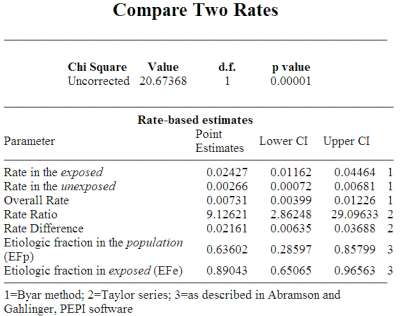 Compare Two Rates
Chi Square Value d.f. p value
Uncorrected 20.67368 1 0.00001
Rate-based estimates
Parameter Point Estimates Lower CI Upper CI
Rate in the exposed 0.02427 0.01162 0.04464 1
Rate in the unexposed 0.00266 0.00072 0.00681 1
Overall Rate 0.00731 0.00399 0.01226 1
Rate Ratio 9.12621 2.86248 29.09633 2
Rate Difference 0.02161 0.00635 0.03688 2
Etiologic fraction in the population
(EFp) 0.63602 0.28597 0.85799 3
Etiologic fraction in exposed (EFe) 0.89043 0.65065 0.96563 3
1=Byar method; 2=Taylor series; 3=as described in Abramson and
Gahlinger, PEPI software